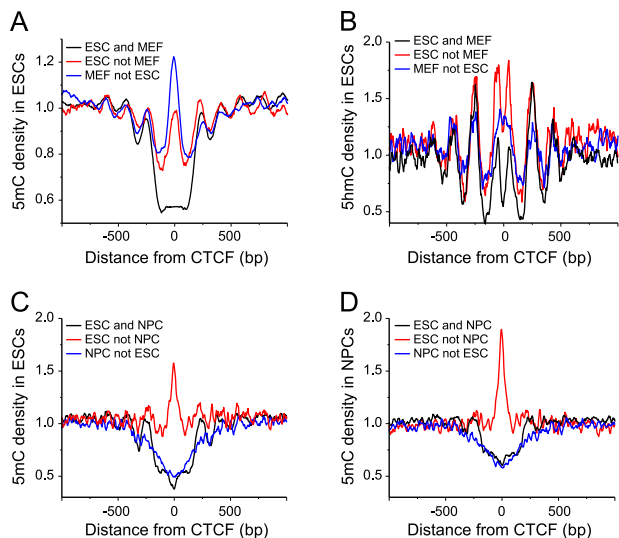 A
ESC and MEF
ESC not MEF
MEF not ESC
5mC density in ESCs
1.2
1.0
0.8
0.6
-500 0 500
Distance from CTCF (bp)
B
ESC and MEF
ESC not MEF
MEF not ESC
5hmC density in ESCs
2.0
1.5
1.0
0.5
-500 0 500
Distance from CTCF (bp)
C
ESC and NPC
ESC not NPC
NPC not ESC
5mC density in ESCs
2.0
1.5
1.0
0.5
-500 0 500
Distance from CTCF (bp)
D
ESC and NPC
ESC not NPC
NPC not ESC
5mC density in NPCs
2.0
1.5
1.0
0.5
-500 0 500
Distance from CTCF (bp)